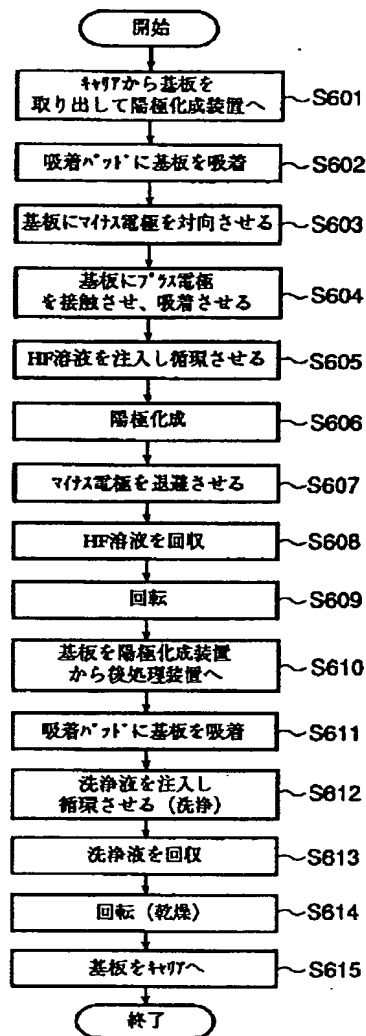 開始
ｷｬﾘｱから基板を
取り出して陽極化成装置へ
S601
吸着ﾊﾟｯﾄﾞに基板を吸着
S602
基板にﾏｲﾅｽ電極を対向させる
S603
基板にﾌﾟﾗｽ電極
を接触させ、吸着させる
S604
HF溶液を注入し循環させる
S605
陽極化成
S606
ﾏｲﾅｽ電極を退避させる
S607
HF溶液を回収
S608
回転
S609
基板を陽極化成装置
から後処理装置へ
S610
吸着ﾊﾟｯﾄﾞに基板を吸着
S611
洗浄液を注入し
循環させる（洗浄）
S612
洗浄液を回収
S613
回転（乾燥）
S614
基板をｷｬﾘｱへ
S615
終了